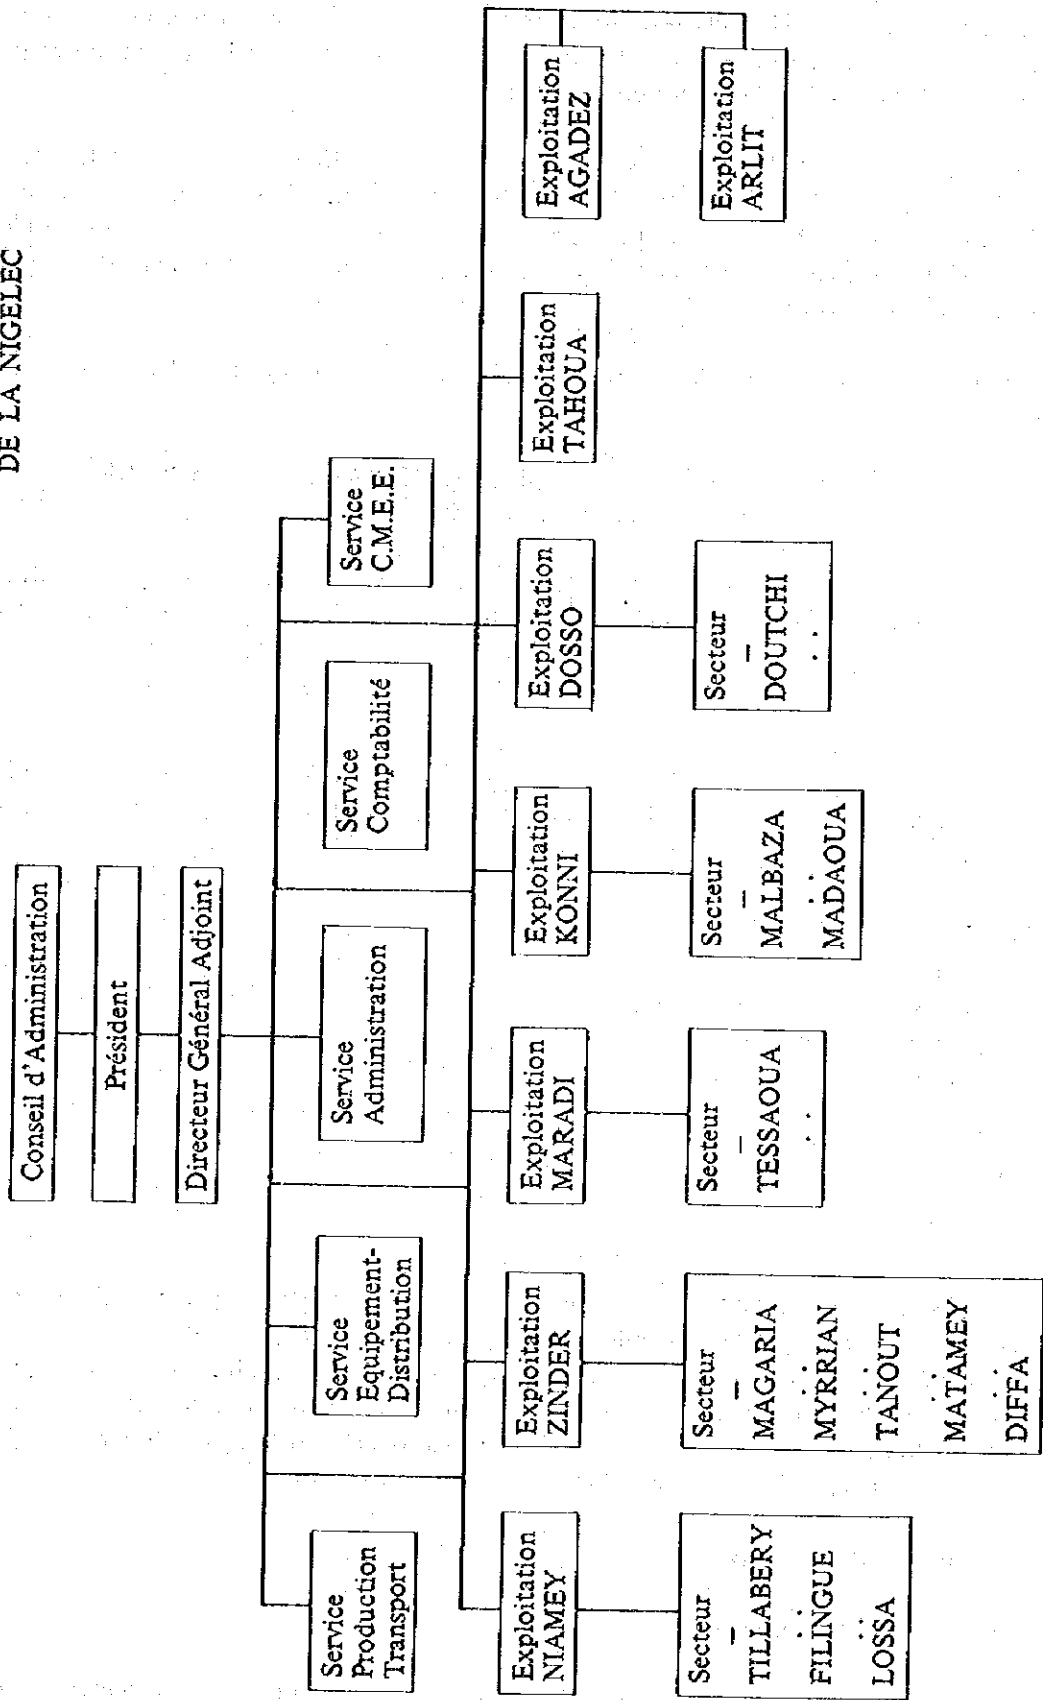 DE LA NIGELEC
Conseil d'Administration
Président
Directeur Général Adjoint
Service
Production
Transport
Service
Equipement-
Distribution
Service
Administration
Service
Comptabilité
Service
C.M.E.E.
Exploitation
NIAMEY
Exploitation
ZINDER
Exploitation
MARADI
Exploitation
KONNI
Exploitation
DOSSO
Exploitation
TAHOUA
Exploitation
AGADEZ
Exploitation
ARLIT
Secteur
–
TILLABERY
..
FILINGUE
..
LOSSA
Secteur
–
MAGARIA
..
MYRRIAN
..
TANOUT
..
MATAMEY
..
DIFFA
Secteur
–
TESSAOUA
..
Secteur
–
MALBAZA
..
MADAOUA
Secteur
–
DOUTCHI
..